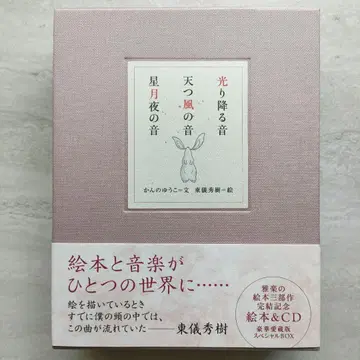 光り降る音
天つ風の音
星月夜の音
かんのゆうこ=文 東儀秀樹=絵
絵本と音楽が
ひとつの世界に……
絵を描いているとき
すでに僕の頭の中では、
この曲が流れていた——東儀秀樹
雅楽の
絵本三部作
完結記念
絵本&CD
豪華愛蔵版
スペシャルBOX